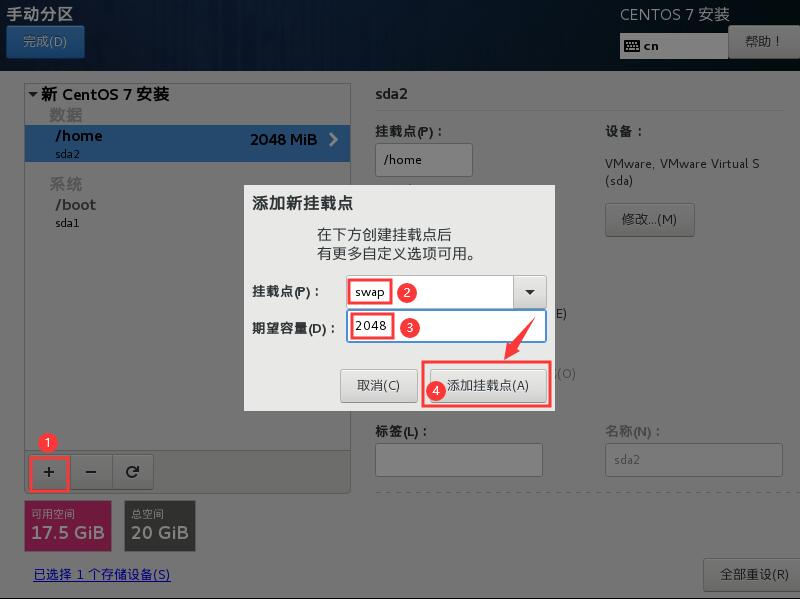 手动分区
完成(D)
CENTOS 7 安装
cn
帮助！
新 CentOS 7 安装
数据
/home
2048 MiB
sda2
系统
/boot
sda1
sda2
挂载点(P)：
/home
设备：
VMware, VMware Virtual S
(sda)
修改...(M)
E)
(O)
标签(L)：
名称(N)：
sda2
添加新挂载点
在下方创建挂载点后
有更多自定义选项可用。
挂载点(P)：
swap
2
期望容量(D)：
2048
3
取消(C)
4
添加挂载点(A)
1
+
−
可用空间
17.5 GiB
总空间
20 GiB
已选择 1 个存储设备(S)
全部重设(R)